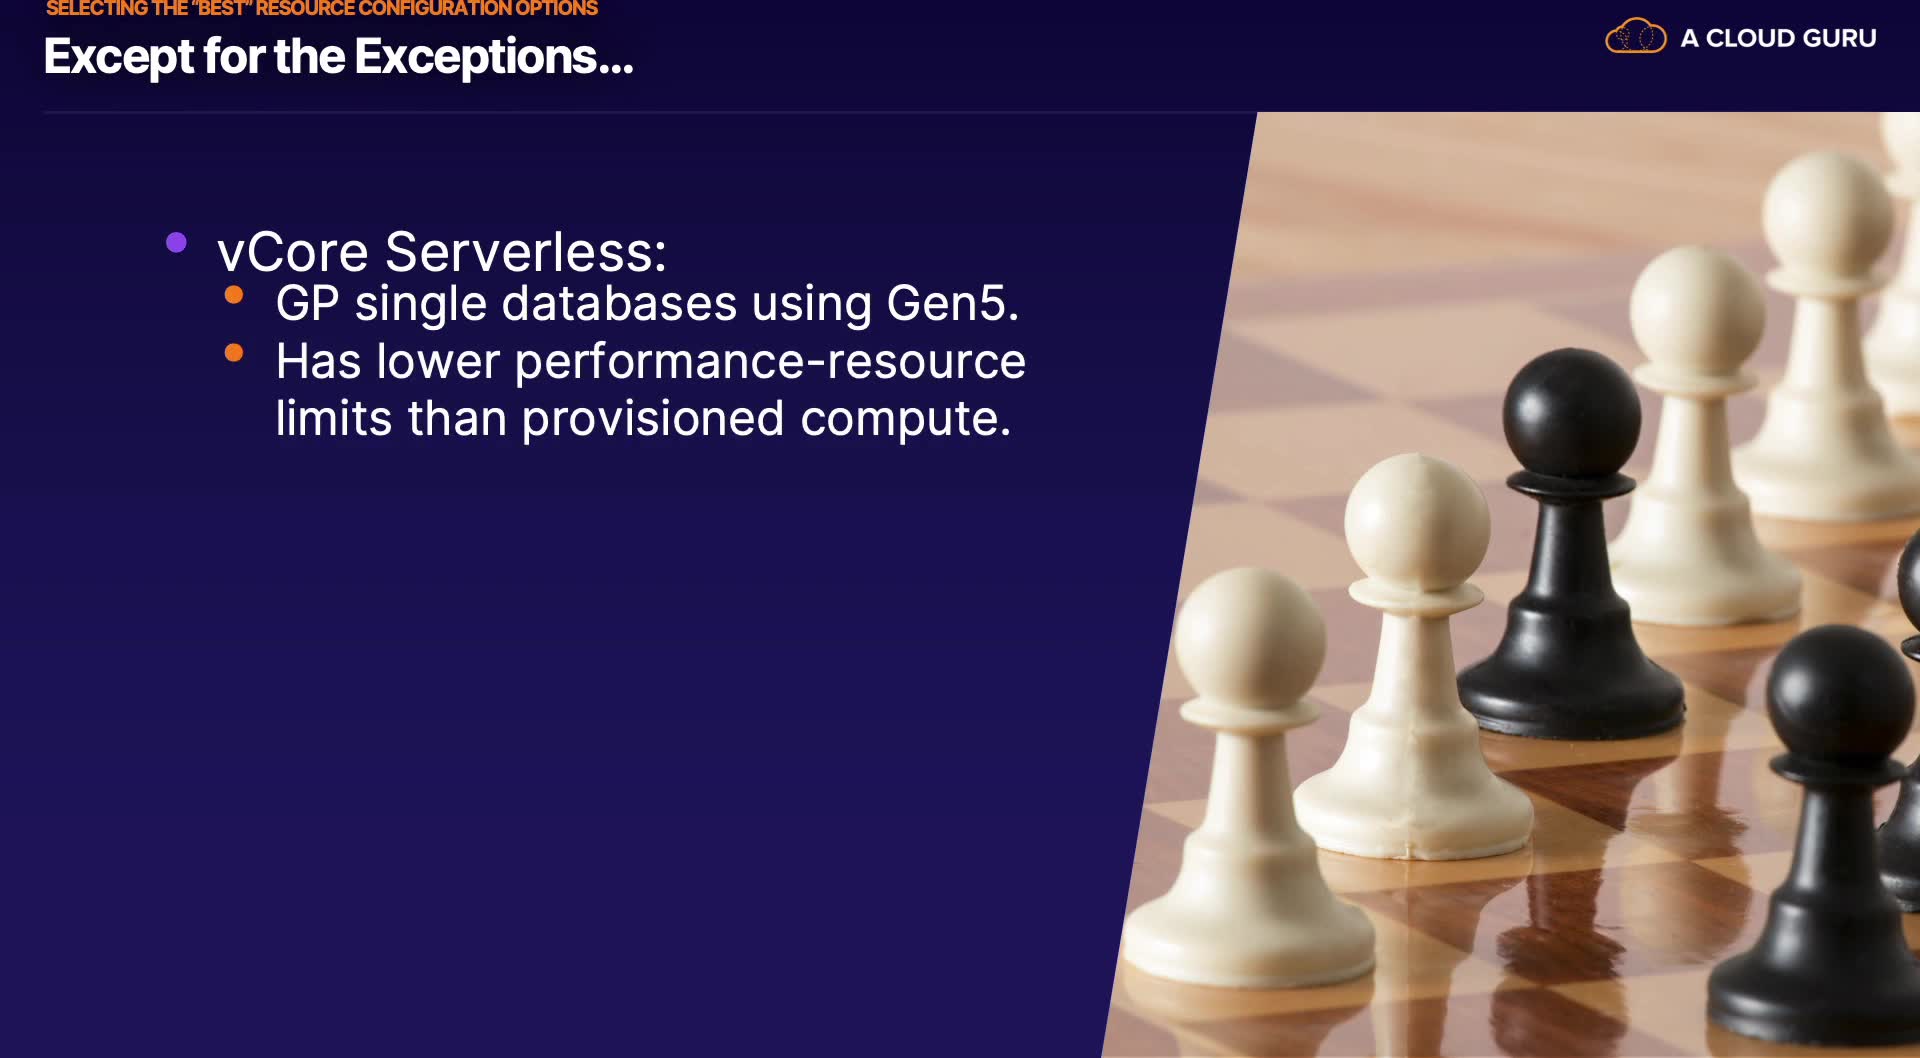 SELECTING THE “BEST” RESOURCE CONFIGURATION OPTIONS
Except for the Exceptions...
A CLOUD GURU
vCore Serverless:
GP single databases using Gen5.
Has lower performance-resource
limits than provisioned compute.